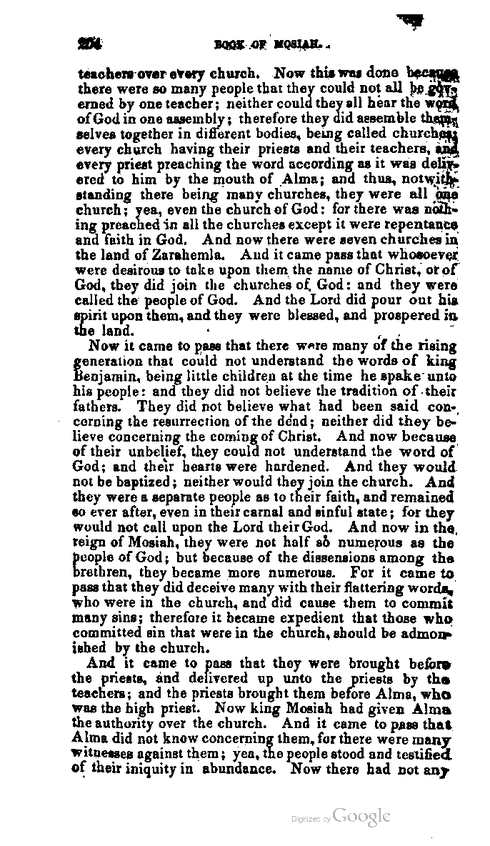 204 BOOK OF MOSIAH.
teachers over every church. Now this was done because
there were so many people that they could not all be gov-
erned by one teacher; neither could they all hear the word
of God in one assembly; therefore they did assemble them-
selves together in different bodies, being called churches;
every church having their priests and their teachers, and
every priest preaching the word according as it was deliv-
ered to him by the mouth of Alma; and thus, notwith-
standing there being many churches, they were all one
church; yea, even the church of God: for there was noth-
ing preached in all the churches except it were repentance
and faith in God. And now there were seven churches in
the land of Zarahemla. And it came pass that whosoever
were desirous to take upon them the name of Christ, or of
God, they did join the churches of God: and they were
called the people of God. And the Lord did pour out his
spirit upon them, and they were blessed, and prospered in
the land.
Now it came to pass that there were many of the rising
generation that could not understand the words of king
Benjamin, being little children at the time he spake unto
his people: and they did not believe the tradition of their
fathers. They did not believe what had been said con-
cerning the resurrection of the dead; neither did they be-
lieve concerning the coming of Christ. And now because
of their unbelief, they could not understand the word of
God; and their hearts were hardened. And they would
not be baptized; neither would they join the church. And
they were a separate people as to their faith, and remained
so ever after, even in their carnal and sinful state; for they
would not call upon the Lord their God. And now in the
reign of Mosiah, they were not half so numerous as the
people of God; but because of the dissensions among the
brethren, they became more numerous. For it came to
pass that they did deceive many with their flattering words,
who were in the church, and did cause them to commit
many sins; therefore it became expedient that those who
committed sin that were in the church, should be admon-
ished by the church.
And it came to pass that they were brought before
the priests, and delivered up unto the priests by the
teachers; and the priests brought them before Alma, who
was the high priest. Now king Mosiah had given Alma
the authority over the church. And it came to pass that
Alma did not know concerning them, for there were many
witnesses against them; yea, the people stood and testified
of their iniquity in abundance. Now there had not any
Digitized by Google